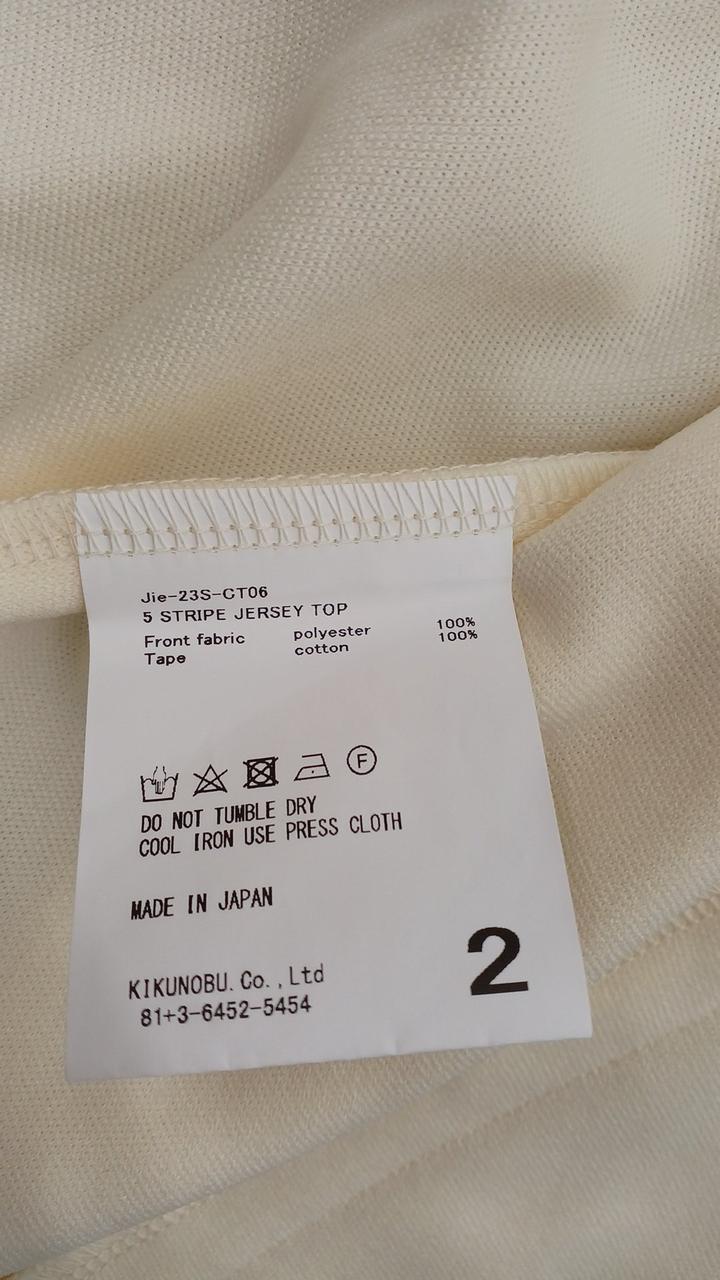 Jie-23S-CT06
5 STRIPE JERSEY TOP
Front fabric polyester 100%
Tape cotton 100%
F
DO NOT TUMBLE DRY
COOL IRON USE PRESS CLOTH
MADE IN JAPAN
2
KIKUNOBU.Co.,Ltd
81+3-6452-5454